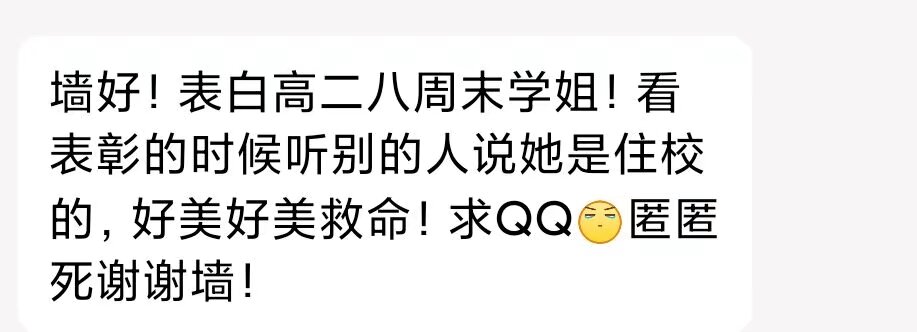 墙好！表白高二八周末学姐！看
表彰的时候听别的人说她是住校
的，好美好美救命！求QQ匿匿
死谢谢墙！